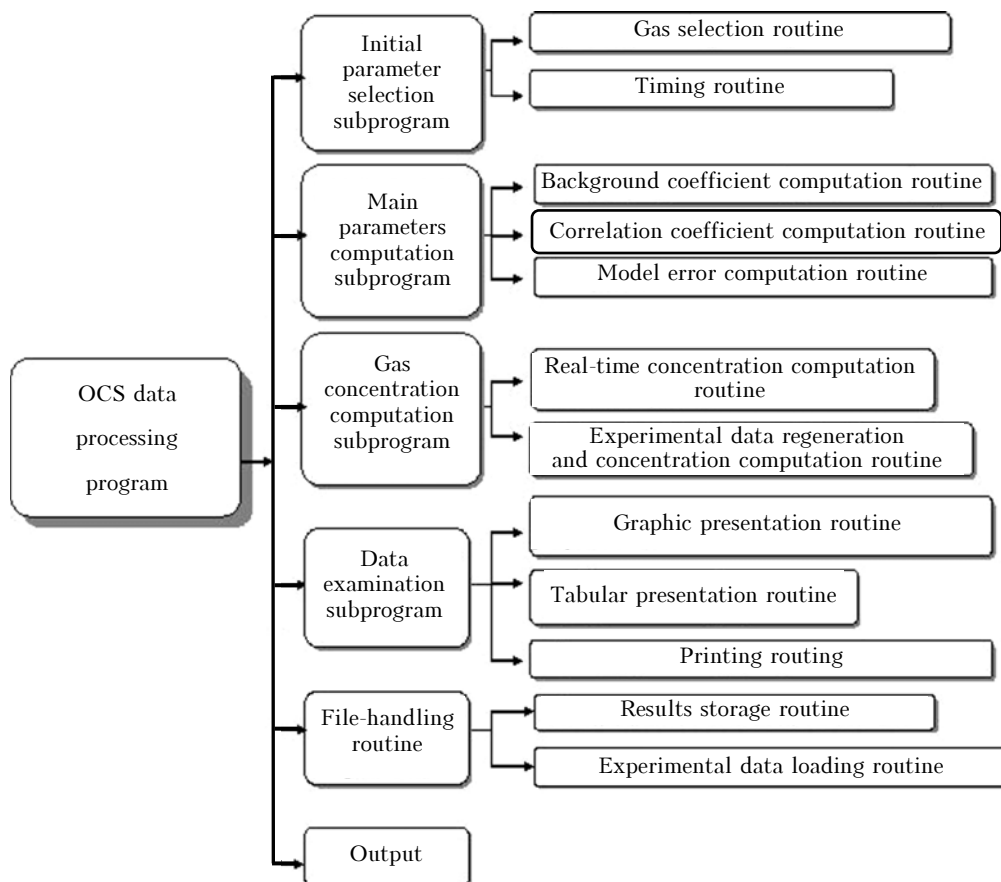 OCS data
processing
program
Initial
parameter
selection
subprogram
Gas selection routine
Timing routine
Main
parameters
computation
subprogram
Background coefficient computation routine
Correlation coefficient computation routine
Model error computation routine
Gas
concentration
computation
subprogram
Real-time concentration computation
routine
Experimental data regeneration
and concentration computation routine
Data
examination
subprogram
Graphic presentation routine
Tabular presentation routine
Printing routing
File-handling
routine
Results storage routine
Experimental data loading routine
Output